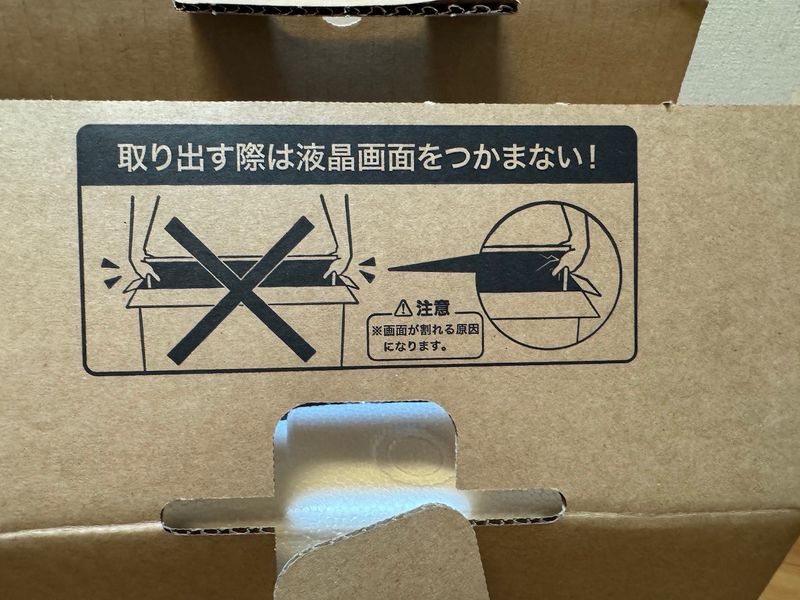 取り出す際は液晶画面をつかまない!
注意
※画面が割れる原因
になります。